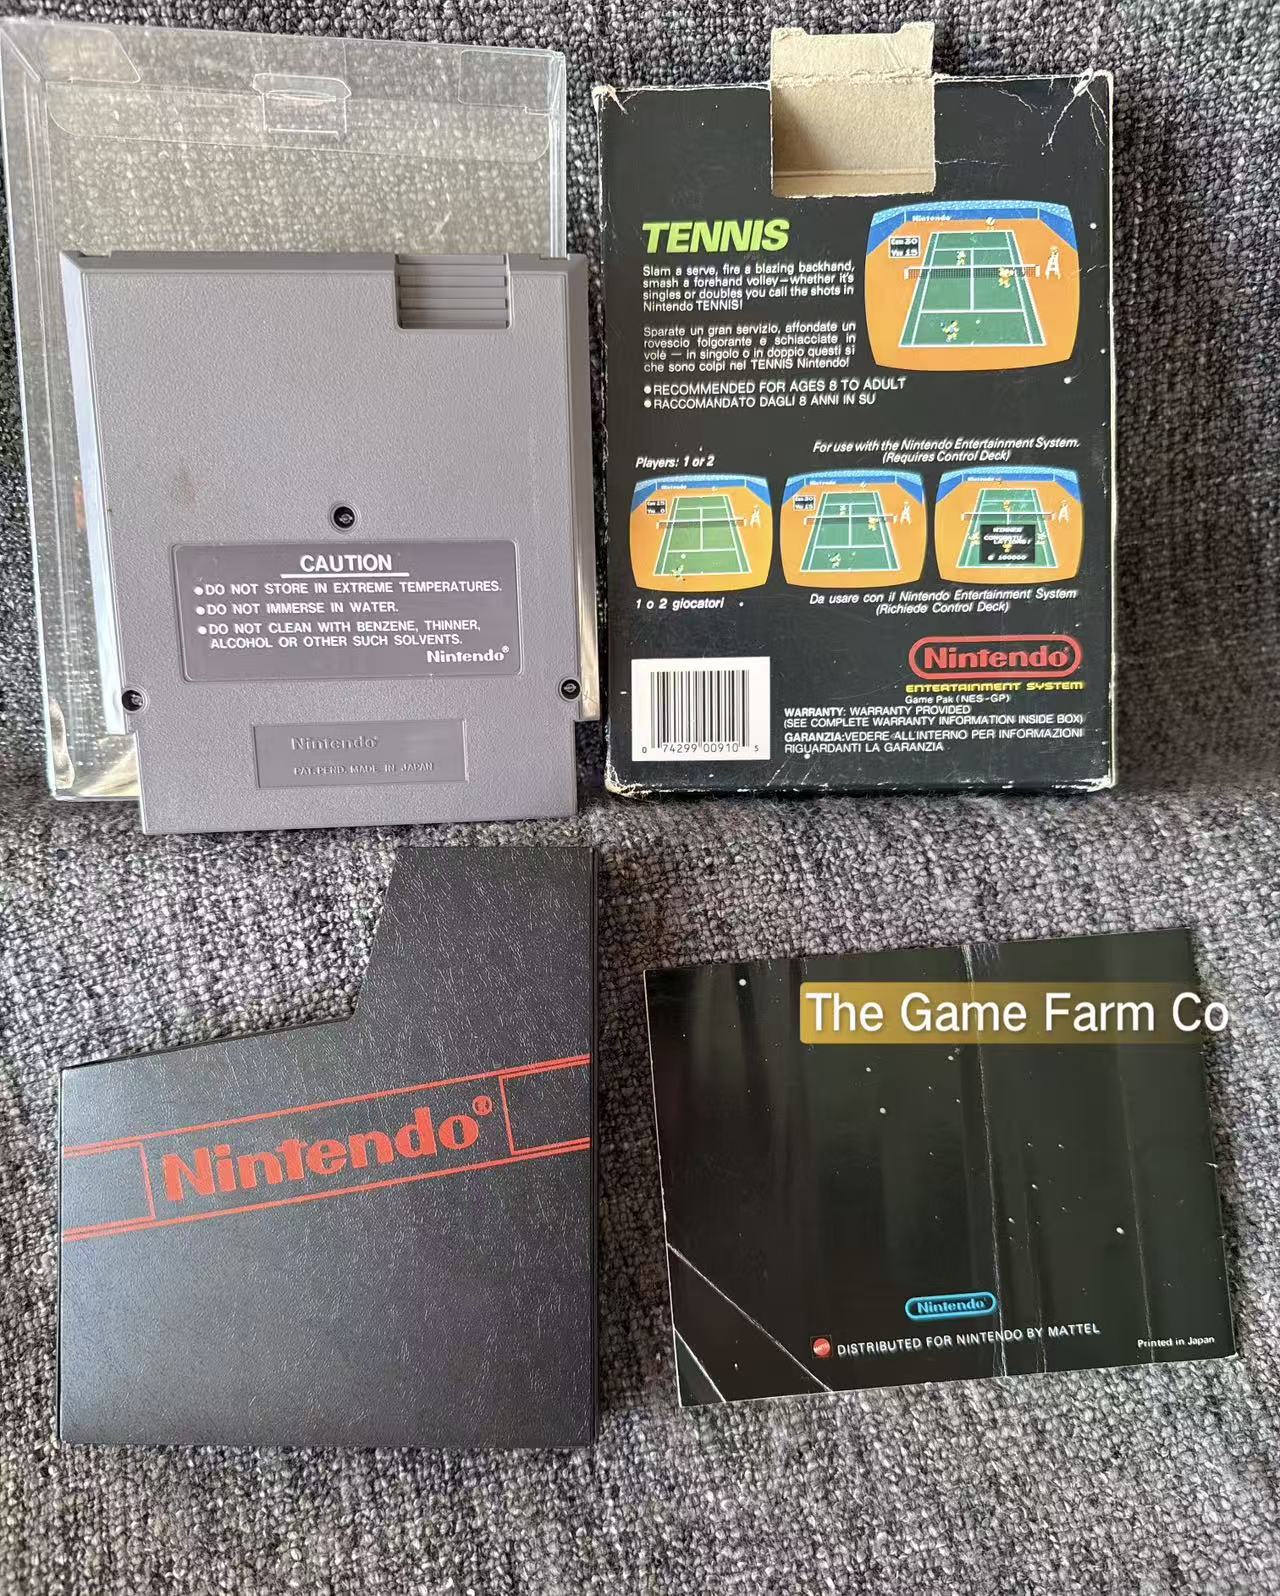 CAUTION
●DO NOT STORE IN EXTREME TEMPERATURES.
●DO NOT IMMERSE IN WATER.
●DO NOT CLEAN WITH BENZENE, THINNER,
ALCOHOL OR OTHER SUCH SOLVENTS.
Nintendo®
Nintendo®
PAT. PEND. MADE IN JAPAN
TENNIS
Slam a serve, fire a blazing backhand,
smash a forehand volley—whether it's
singles or doubles you call the shots in
Nintendo TENNIS!
Sparate un gran servizio, affondate un
rovescio folgorante e schiacciate in
volé — in singolo o in doppio questi sì
che sono colpi nel TENNIS Nintendo!
●RECOMMENDED FOR AGES 8 TO ADULT
●RACCOMANDATO DAGLI 8 ANNI IN SU
Nintendo
For use with the Nintendo Entertainment System.
(Requires Control Deck)
Players: 1 or 2
Nintendo
Nintendo
Nintendo
1 o 2 giocatori
Da usare con il Nintendo Entertainment System
(Richiede Control Deck)
Nintendo®
ENTERTAINMENT SYSTEM
Game Pak (NES-GP)
WARRANTY: WARRANTY PROVIDED
(SEE COMPLETE WARRANTY INFORMATION INSIDE BOX)
GARANZIA:VEDERE ALL'INTERNO PER INFORMAZIONI
RIGUARDANTI LA GARANZIA
0 74299 00910 5
Nintendo®
The Game Farm Co
Nintendo®
MATTEL DISTRIBUTED FOR NINTENDO BY MATTEL
Printed in Japan